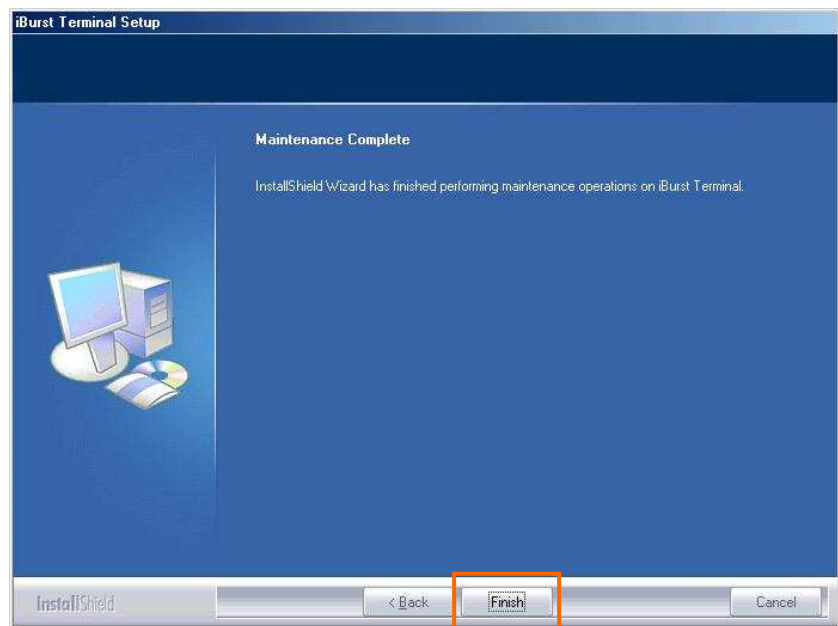 iBurst Terminal Setup
Maintenance Complete
InstallShield Wizard has finished performing maintenance operations on iBurst Terminal.
InstallShield
< Back
Finish
Cancel